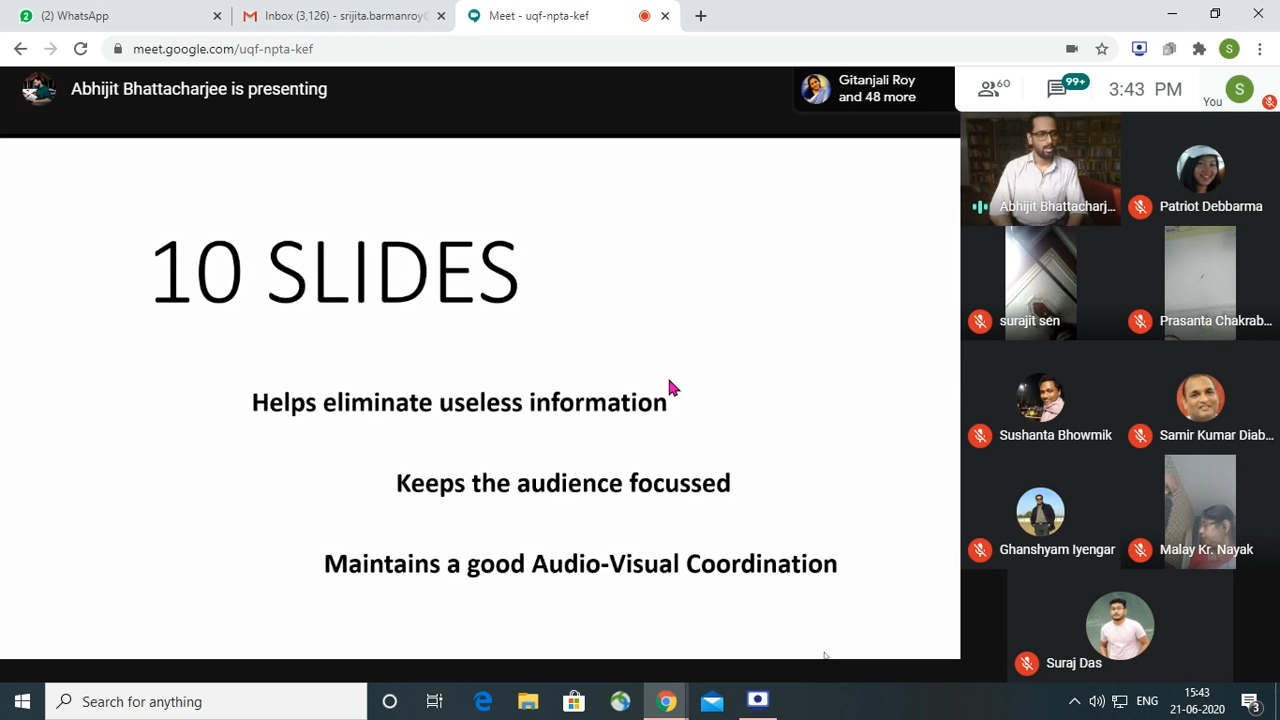 (2) WhatsApp
Inbox (3,126) - srijita.barmanroy@
Meet - uqf-npta-kef
meet.google.com/uqf-npta-kef
S
Abhijit Bhattacharjee is presenting
Gitanjali Roy
and 48 more
60
99+
3:43 PM
You
S
10 SLIDES
Helps eliminate useless information
Keeps the audience focussed
Maintains a good Audio-Visual Coordination
Abhijit Bhattacharj...
Patriot Debbarma
surajit sen
Prasanta Chakrab...
Sushanta Bhowmik
Samir Kumar Diab...
Ghanshyam Iyengar
Malay Kr. Nayak
Suraj Das
Search for anything
ENG
15:43
21-06-2020
3